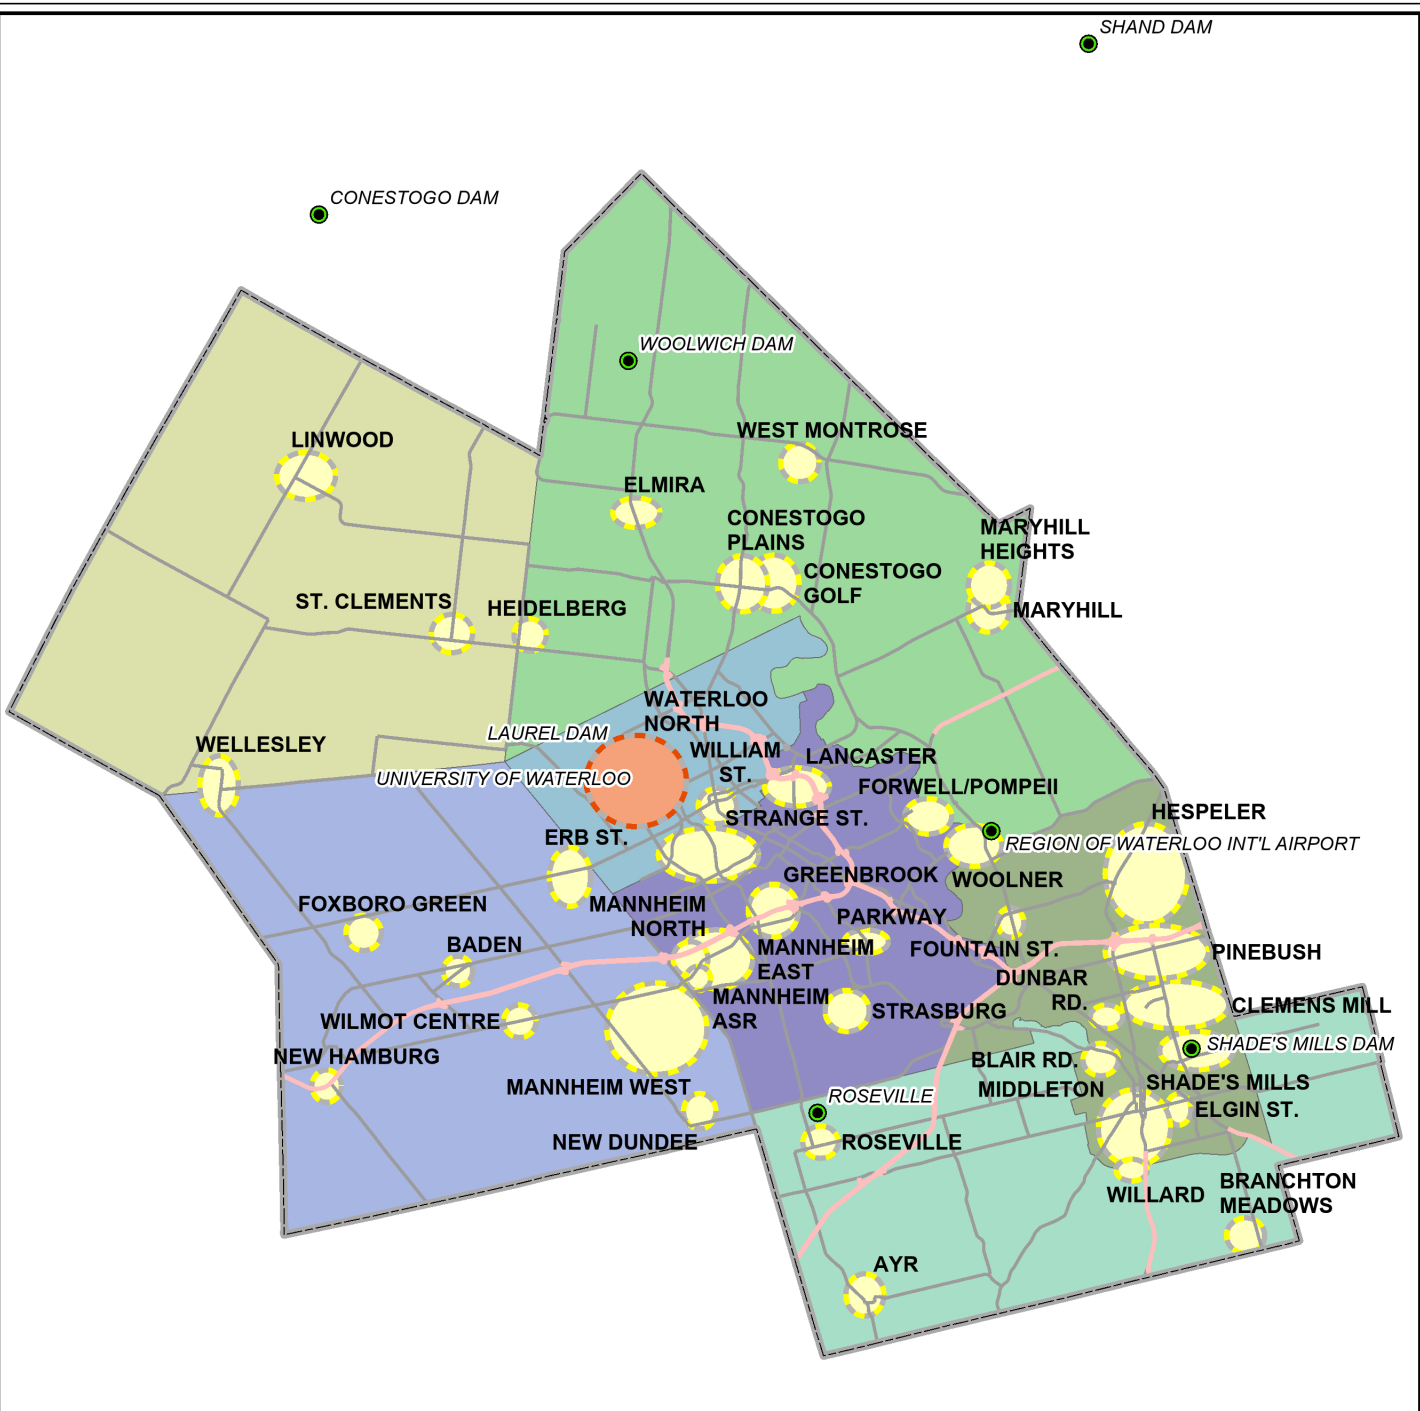 SHAND DAM
CONESTOGO DAM
WOOLWICH DAM
WEST MONTROSE
LINWOOD
ELMIRA
CONESTOGO
PLAINS
MARYHILL
HEIGHTS
CONESTOGO
GOLF
ST. CLEMENTS
HEIDELBERG
MARYHILL
WATERLOO
NORTH
LAUREL DAM
WELLESLEY
WILLIAM
ST.
LANCASTER
UNIVERSITY OF WATERLOO
FORWELL/POMPEII
HESPELER
STRANGE ST.
ERB ST.
REGION OF WATERLOO INT'L AIRPORT
GREENBROOK
WOOLNER
FOXBORO GREEN
MANNHEIM
NORTH
PARKWAY
BADEN
MANNHEIM
EAST
FOUNTAIN ST.
PINEBUSH
DUNBAR
RD.
MANNHEIM
ASR
STRASBURG
CLEMENS MILL
WILMOT CENTRE
SHADE'S MILLS DAM
NEW HAMBURG
BLAIR RD.
MANNHEIM WEST
MIDDLETON
SHADE'S MILLS
ROSEVILLE
ELGIN ST.
NEW DUNDEE
ROSEVILLE
WILLARD
BRANCHTON
MEADOWS
AYR